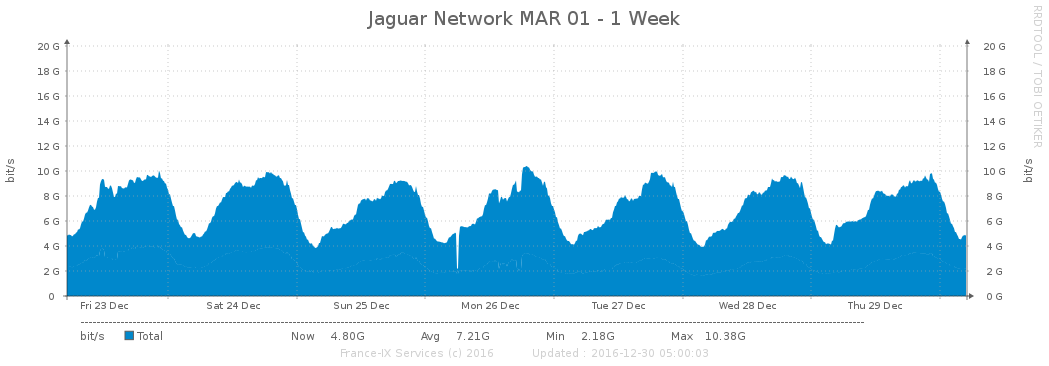 Jaguar Network MAR 01 - 1 Week
RRDTOOL / TOBI OETIKER
bit/s
20 G 20 G
18 G 18 G
16 G 16 G
14 G 14 G
12 G 12 G
10 G 10 G
8 G 8 G
6 G 6 G
4 G 4 G
2 G 2 G
0 0 G
bit/s
Fri 23 Dec Sat 24 Dec Sun 25 Dec Mon 26 Dec Tue 27 Dec Wed 28 Dec Thu 29 Dec
bit/s Total Now 4.80G Avg 7.21G Min 2.18G Max 10.38G
France-IX Services (c) 2016 Updated : 2016-12-30 05:00:03